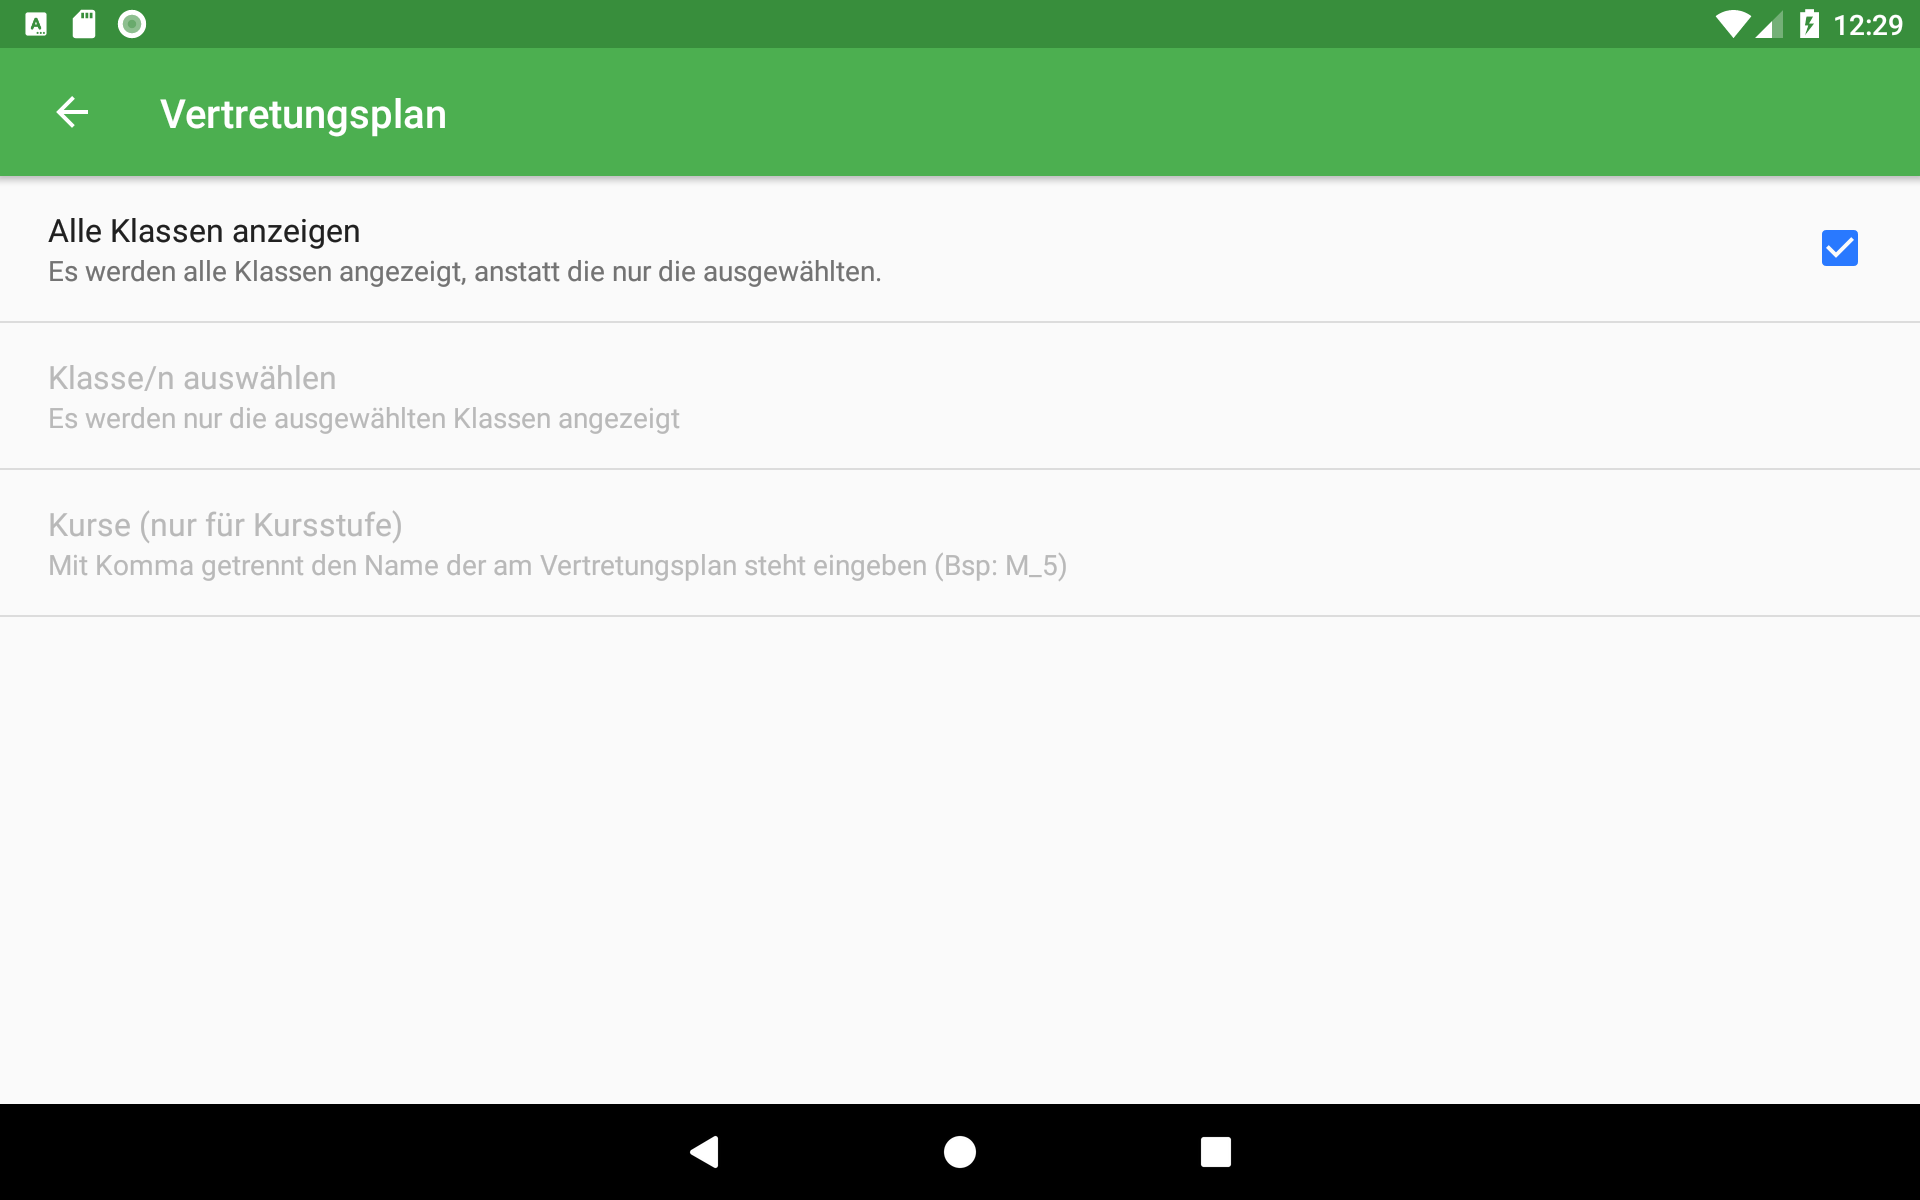 12:29
Vertretungsplan
Alle Klassen anzeigen
Es werden alle Klassen angezeigt, anstatt die nur die ausgewählten.
Klasse/n auswählen
Es werden nur die ausgewählten Klassen angezeigt
Kurse (nur für Kursstufe)
Mit Komma getrennt den Name der am Vertretungsplan steht eingeben (Bsp: M_5)